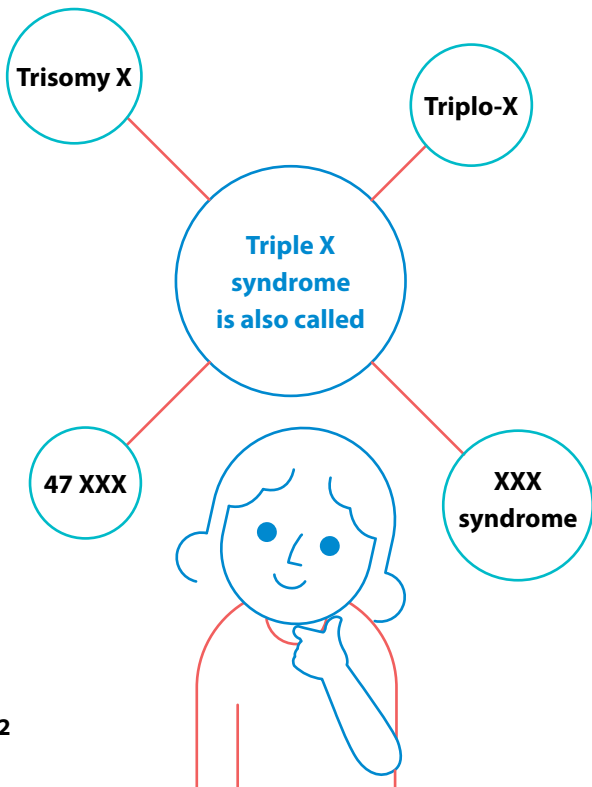 Trisomy X
Triplo-X
Triple X
syndrome
is also called
47 XXX
XXX
syndrome
2